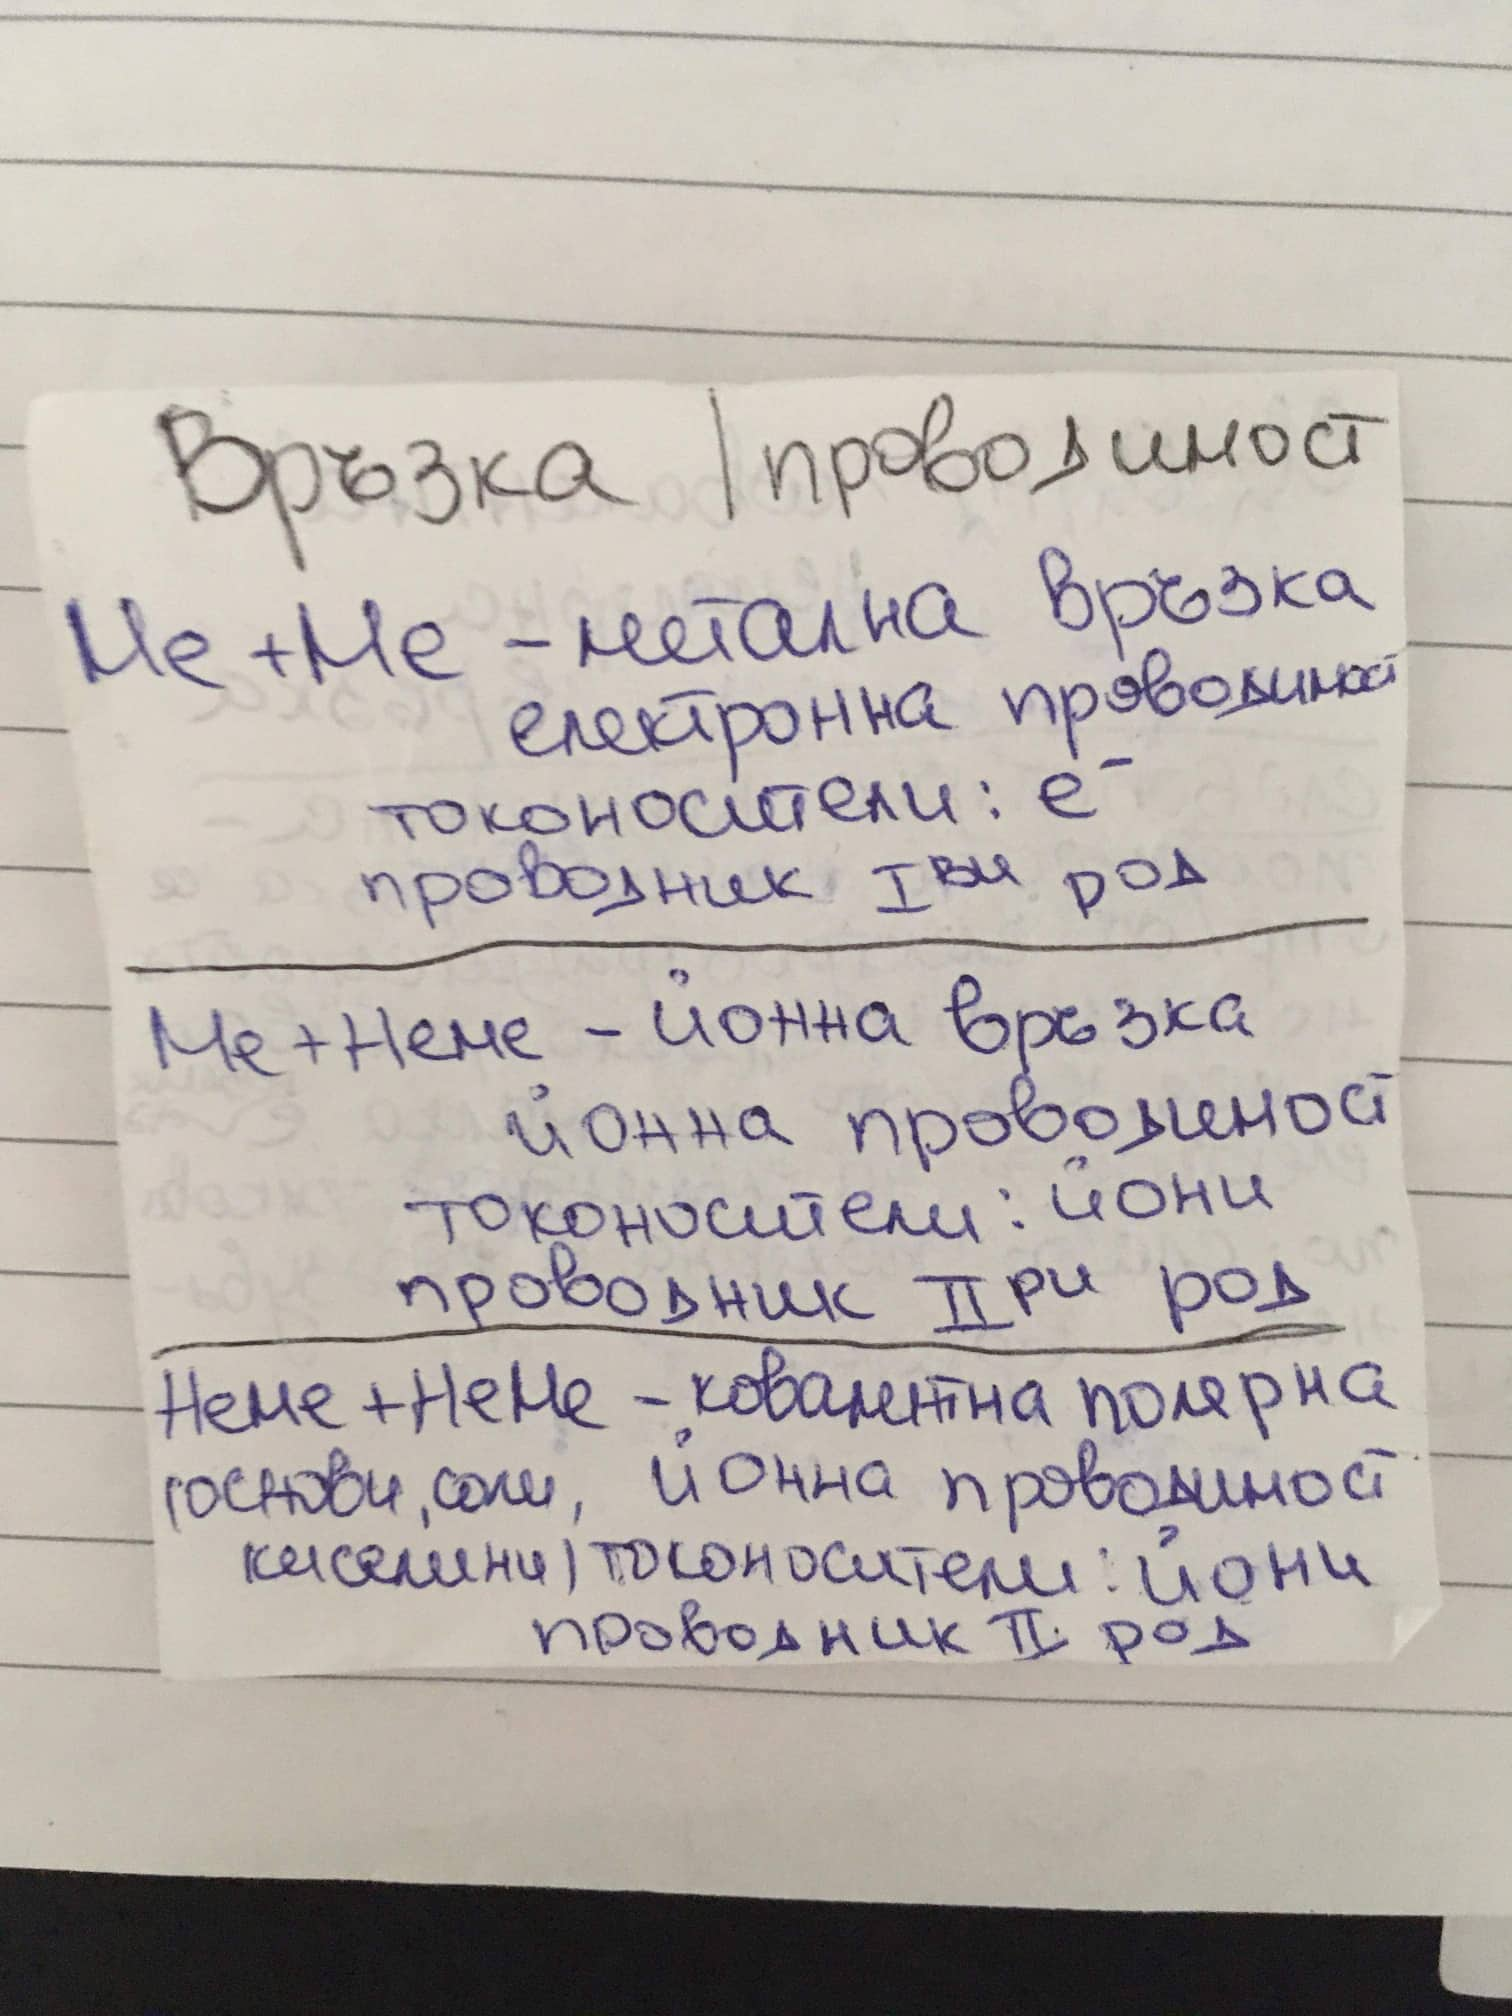 Връзка / проводимост
Ме + Ме – метална връзка
електронна проводимост
токоносители: е⁻
проводник I ви род
Ме + Неме – йонна връзка
йонна проводимост
токоносители: йони
проводник II ри род
Неме + Неме – ковалентна полярна
(основи, соли, йонна проводимост
киселини) токоносители: йони
проводник II род